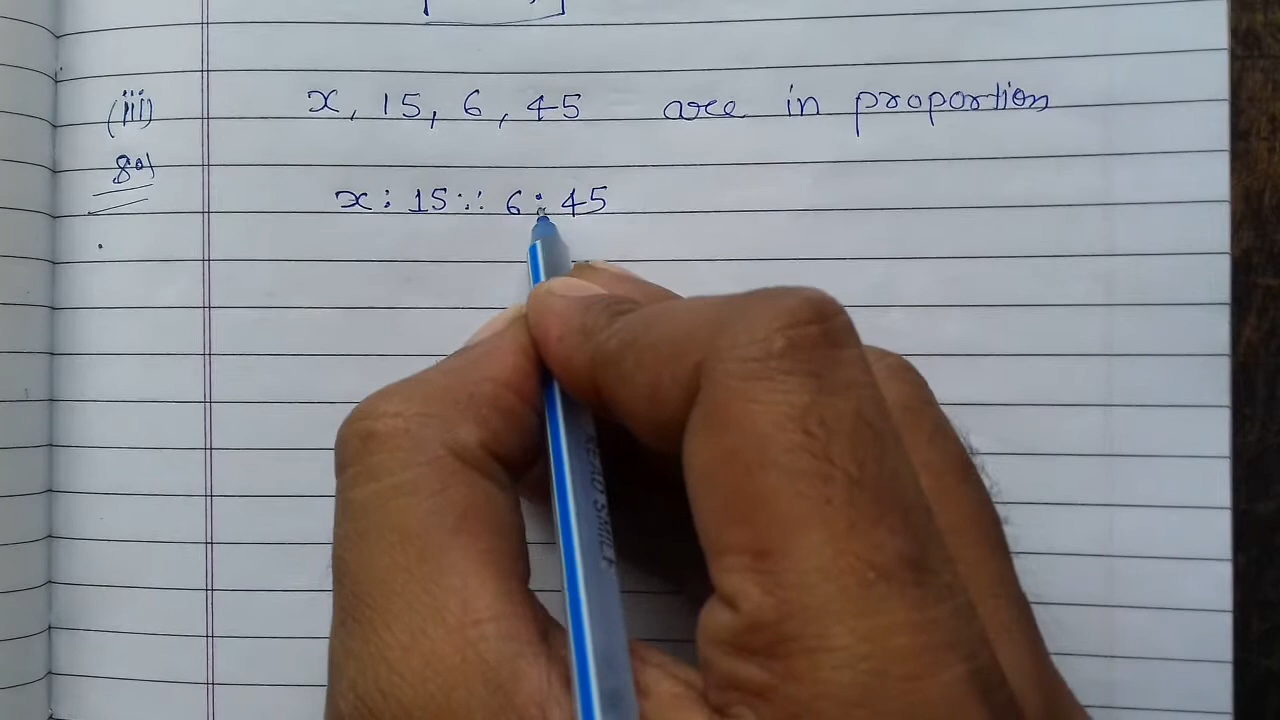 (iii) x, 15, 6, 45 are in proportion
Sol
x : 15 :: 6 : 45